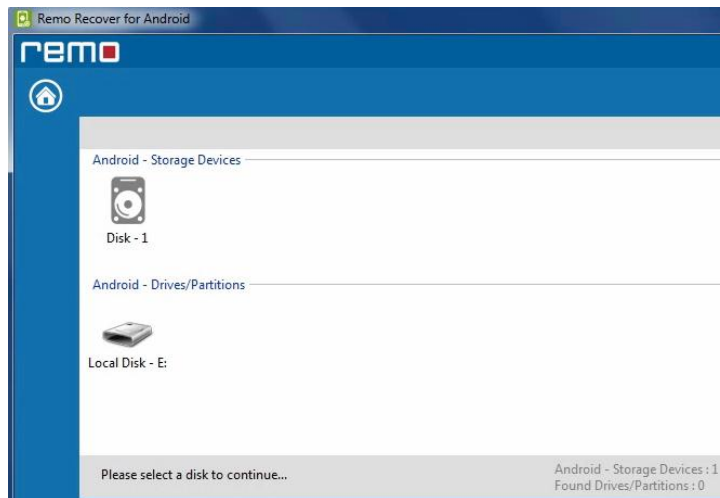 Remo Recover for Android
remo
Android - Storage Devices
Disk - 1
Android - Drives/Partitions
Local Disk - E:
Please select a disk to continue...
Android - Storage Devices : 1
Found Drives/Partitions : 0